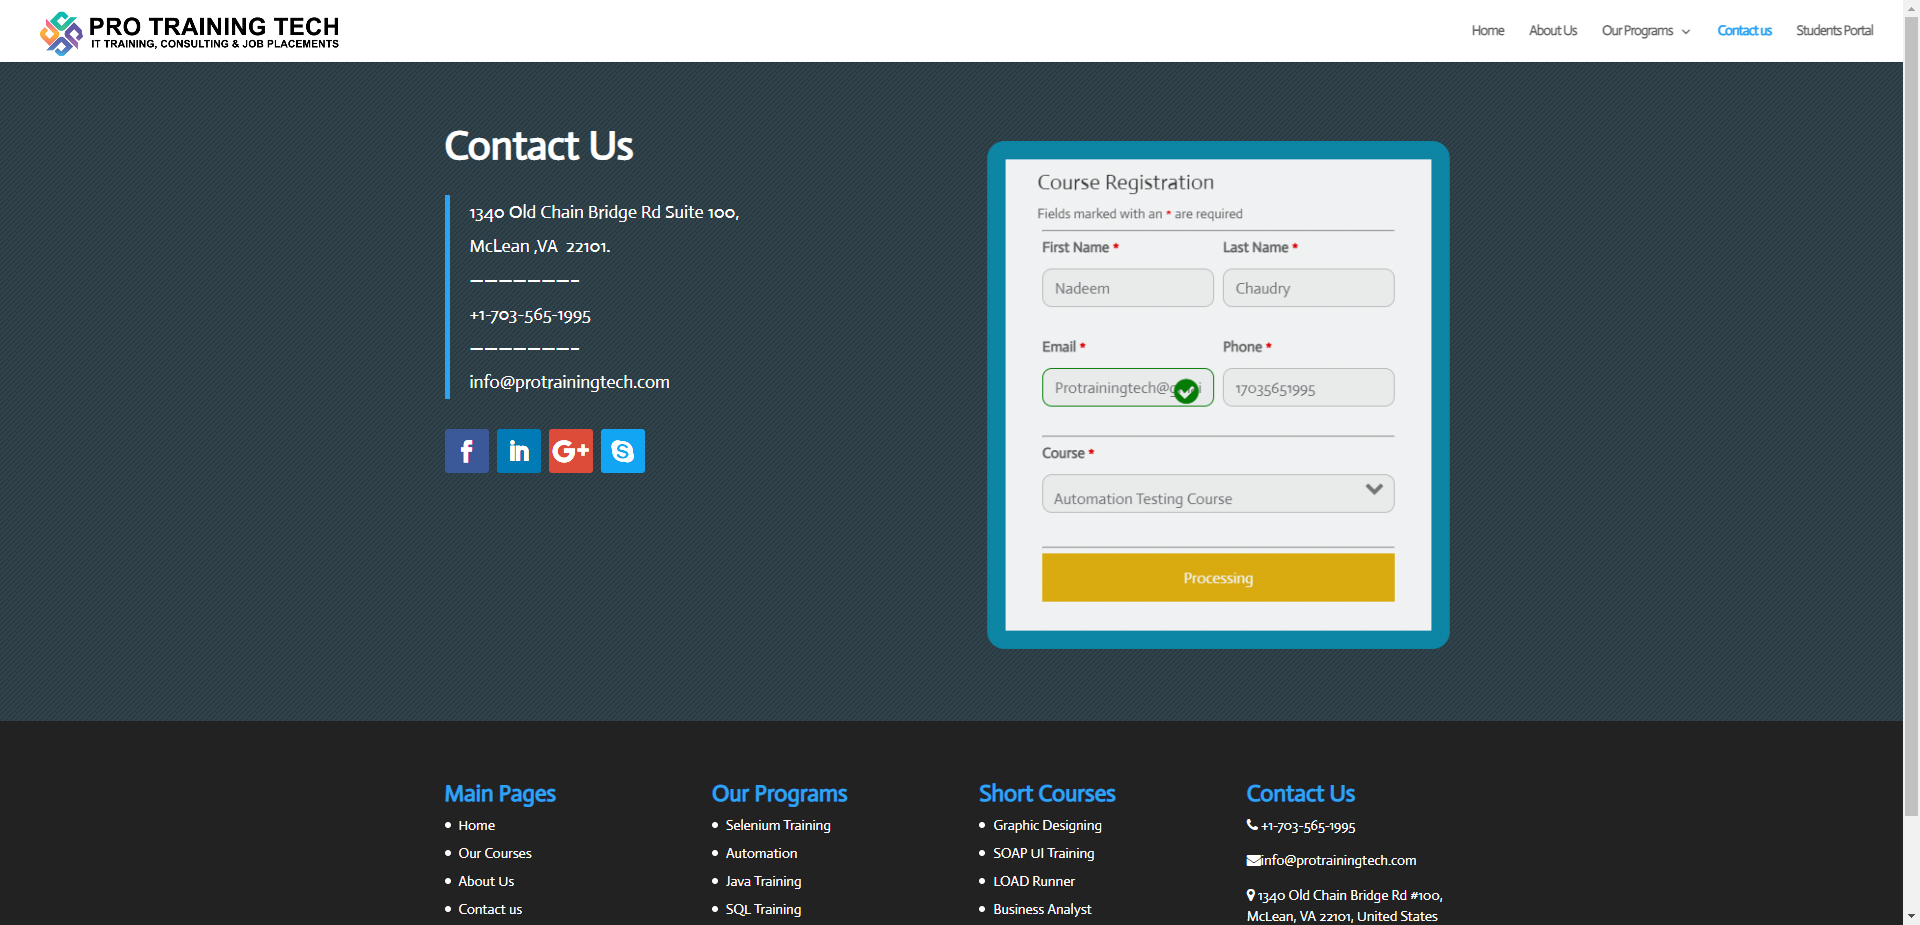 PRO TRAINING TECH
IT TRAINING, CONSULTING & JOB PLACEMENTS
Home
About Us
Our Programs
Contact us
Students Portal
Contact Us
1340 Old Chain Bridge Rd Suite 100,
McLean ,VA 22101.
————————–
+1-703-565-1995
————————–
info@protrainingtech.com
Course Registration
Fields marked with an * are required
First Name *
Last Name *
Nadeem
Chaudry
Email *
Phone *
Protrainingtech@g
17035651995
Course *
Automation Testing Course
Processing
Main Pages
Home
Our Courses
About Us
Contact us
Our Programs
Selenium Training
Automation
Java Training
SQL Training
Short Courses
Graphic Designing
SOAP UI Training
LOAD Runner
Business Analyst
Contact Us
+1-703-565-1995
info@protrainingtech.com
1340 Old Chain Bridge Rd #100,
McLean, VA 22101, United States